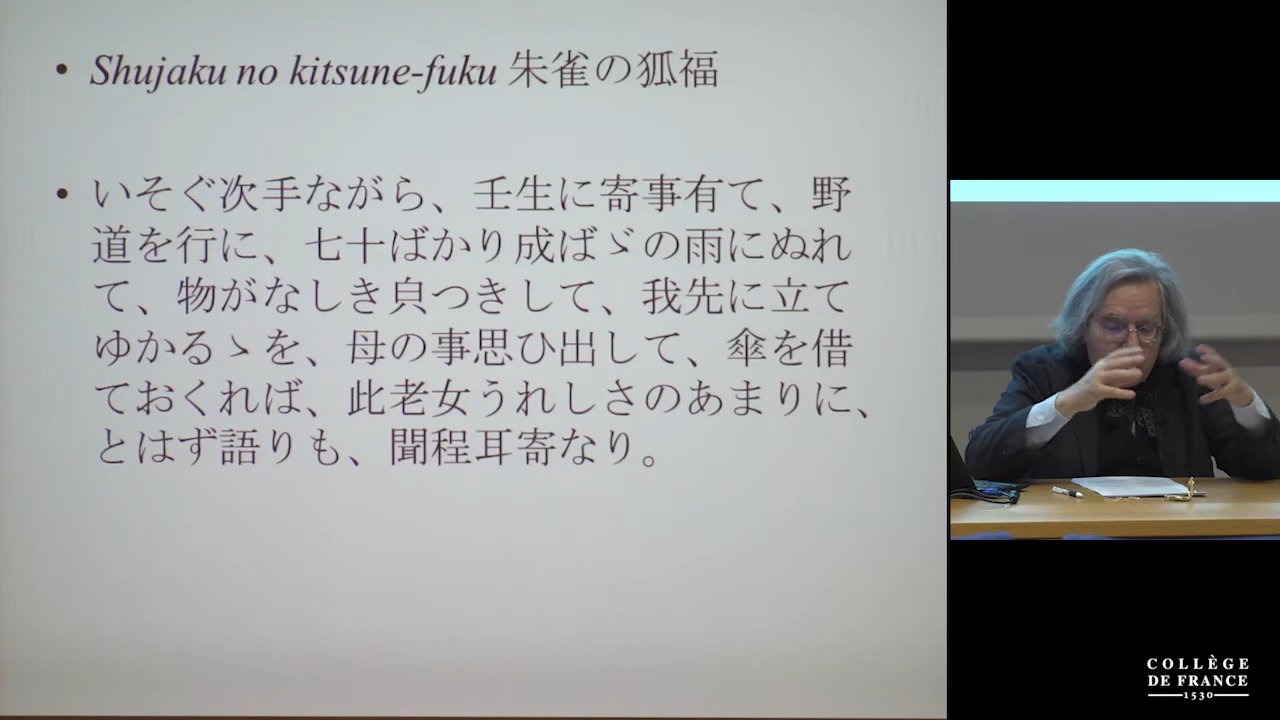 • Shujaku no kitsune-fuku 朱雀の狐福
• いそぐ次手ながら、壬生に寄事有て、野
道を行に、七十ばかり成ばゞの雨にぬれ
て、物がなしき㒵つきして、我先に立て
ゆかるゝを、母の事思ひ出して、傘を借
ておくれば、此老女うれしさのあまりに、
とはず語りも、聞程耳寄なり。
COLLÈGE
DE FRANCE
1530